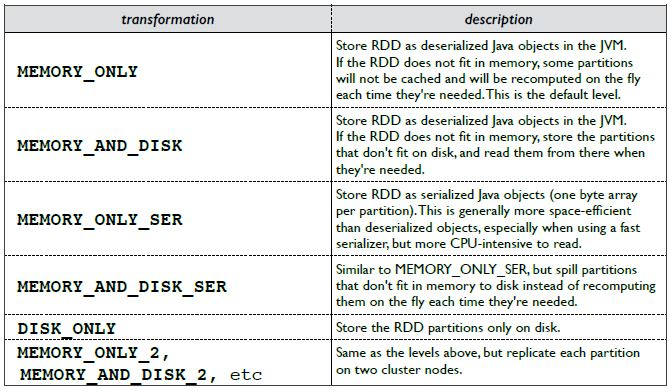 transformation
description
MEMORY_ONLY
Store RDD as deserialized Java objects in the JVM.
If the RDD does not fit in memory, some partitions
will not be cached and will be recomputed on the fly
each time they're needed. This is the default level.
MEMORY_AND_DISK
Store RDD as deserialized Java objects in the JVM.
If the RDD does not fit in memory, store the partitions
that don't fit on disk, and read them from there when
they're needed.
MEMORY_ONLY_SER
Store RDD as serialized Java objects (one byte array
per partition). This is generally more space-efficient
than deserialized objects, especially when using a fast
serializer, but more CPU-intensive to read.
MEMORY_AND_DISK_SER
Similar to MEMORY_ONLY_SER, but spill partitions
that don't fit in memory to disk instead of recomputing
them on the fly each time they're needed.
DISK_ONLY
Store the RDD partitions only on disk.
MEMORY_ONLY_2,
MEMORY_AND_DISK_2, etc
Same as the levels above, but replicate each partition
on two cluster nodes.